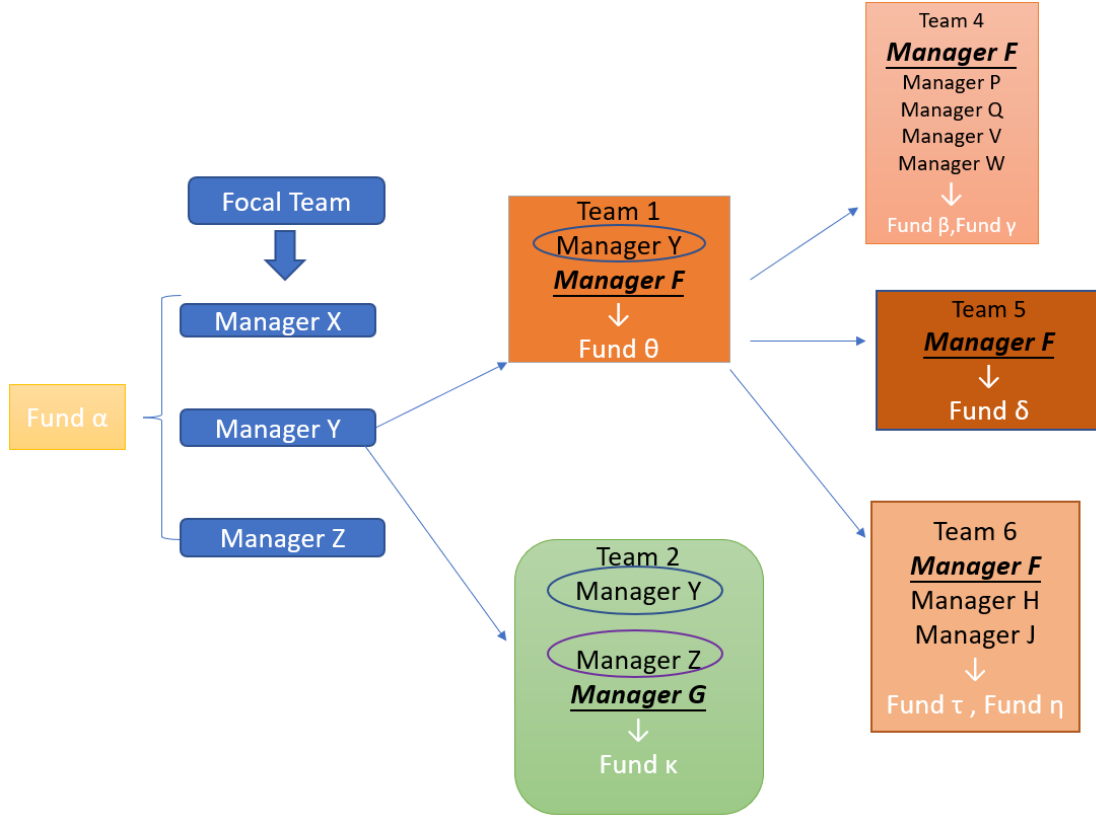 Fund α
Focal Team
Manager X
Manager Y
Manager Z
Team 1
Manager Y
Manager F
↓
Fund θ
Team 2
Manager Y
Manager Z
Manager G
↓
Fund κ
Team 4
Manager F
Manager P
Manager Q
Manager V
Manager W
↓
Fund β,Fund γ
Team 5
Manager F
↓
Fund δ
Team 6
Manager F
Manager H
Manager J
↓
Fund τ , Fund η